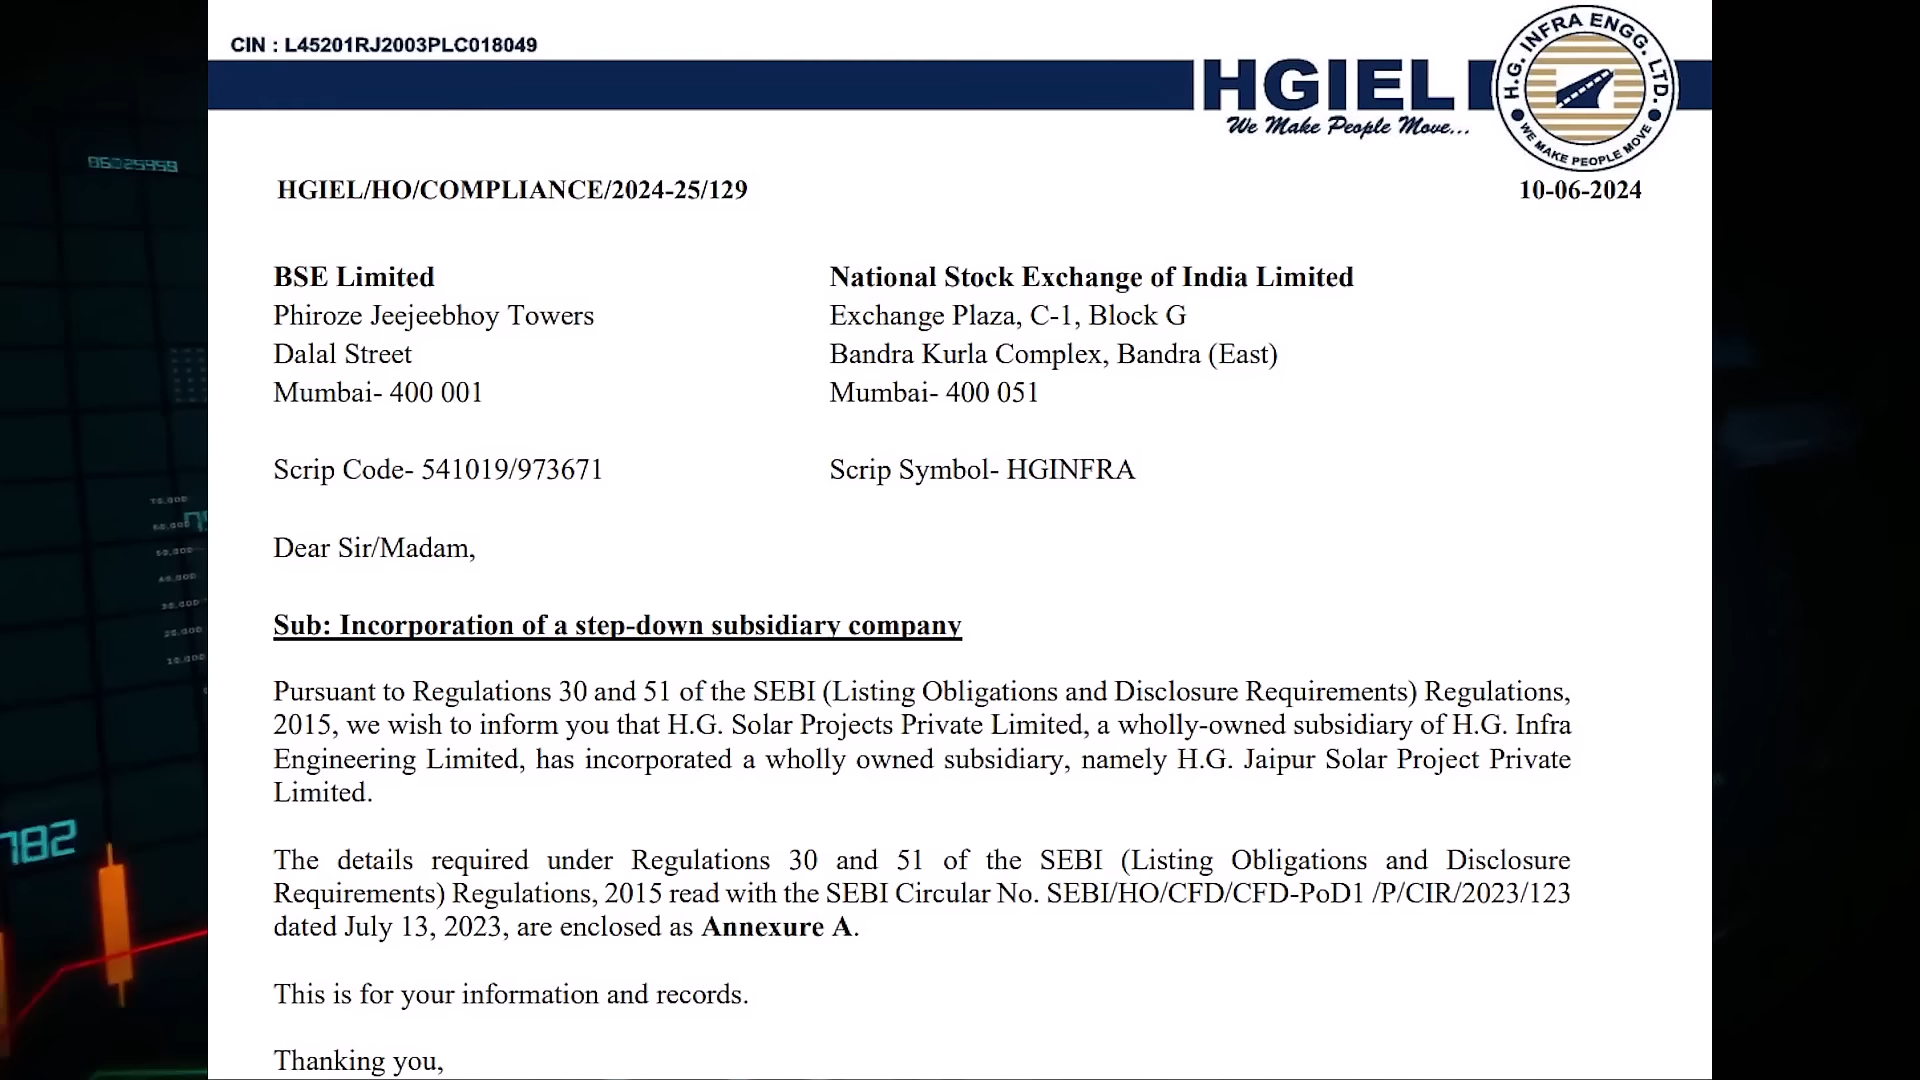 CIN : L45201RJ2003PLC018049
HGIEL
We Make People Move...
H.G. INFRA ENGG. LTD.
WE MAKE PEOPLE MOVE
HGIEL/HO/COMPLIANCE/2024-25/129
10-06-2024
BSE Limited
Phiroze Jeejeebhoy Towers
Dalal Street
Mumbai- 400 001
National Stock Exchange of India Limited
Exchange Plaza, C-1, Block G
Bandra Kurla Complex, Bandra (East)
Mumbai- 400 051
Scrip Code- 541019/973671
Scrip Symbol- HGINFRA
Dear Sir/Madam,
Sub: Incorporation of a step-down subsidiary company
Pursuant to Regulations 30 and 51 of the SEBI (Listing Obligations and Disclosure Requirements) Regulations,
2015, we wish to inform you that H.G. Solar Projects Private Limited, a wholly-owned subsidiary of H.G. Infra
Engineering Limited, has incorporated a wholly owned subsidiary, namely H.G. Jaipur Solar Project Private
Limited.
The details required under Regulations 30 and 51 of the SEBI (Listing Obligations and Disclosure
Requirements) Regulations, 2015 read with the SEBI Circular No. SEBI/HO/CFD/CFD-PoD1 /P/CIR/2023/123
dated July 13, 2023, are enclosed as Annexure A.
This is for your information and records.
Thanking you,
782